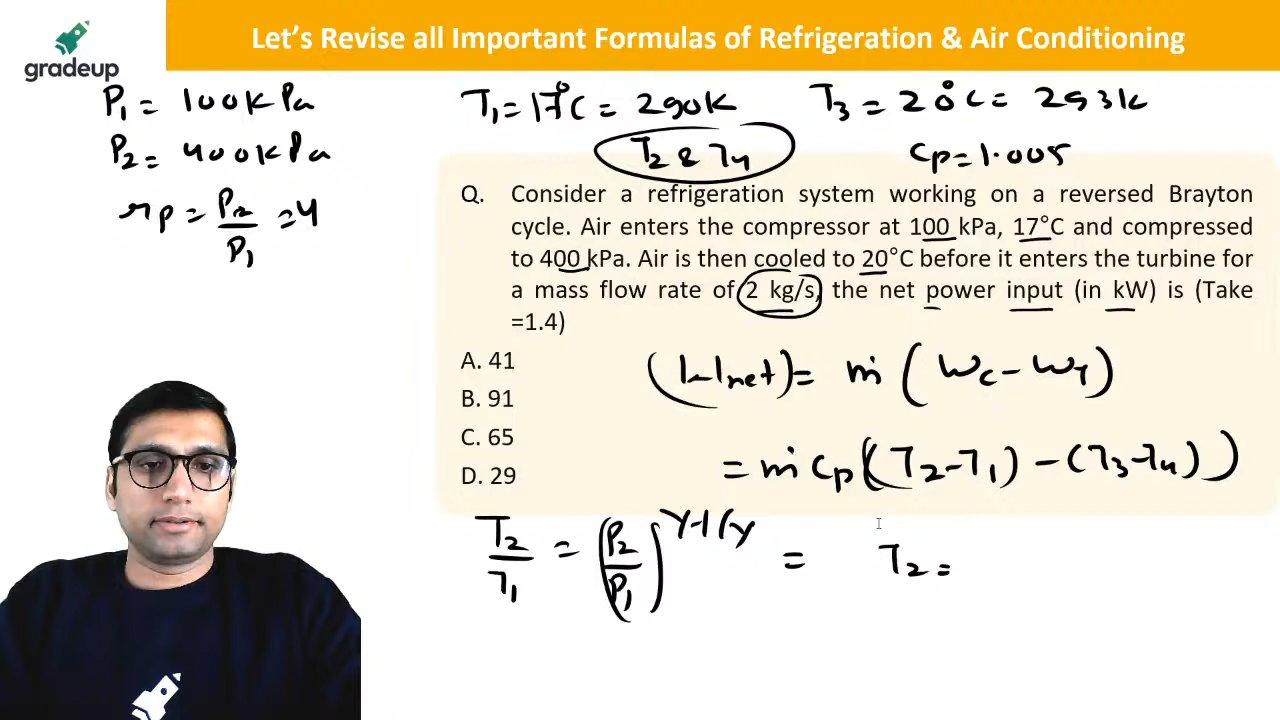 Let's Revise all Important Formulas of Refrigeration & Air Conditioning
gradeup
P1 = 100kPa
T1 = 17°C = 290K
T3 = 20°C = 293k
P2 = 400kPa
T2 & T4
Cp = 1.005
rp = P2/P1 = 4
Q. Consider a refrigeration system working on a reversed Brayton
cycle. Air enters the compressor at 100 kPa, 17°C and compressed
to 400 kPa. Air is then cooled to 20°C before it enters the turbine for
a mass flow rate of 2 kg/s, the net power input (in kW) is (Take
=1.4)
A. 41
B. 91
C. 65
D. 29
(Wnet) = ṁ (Wc - WT)
= ṁ Cp ((T2 - T1) - (T3 - T4))
T2/T1 = (P2/P1)^γ-1/γ = T2 =